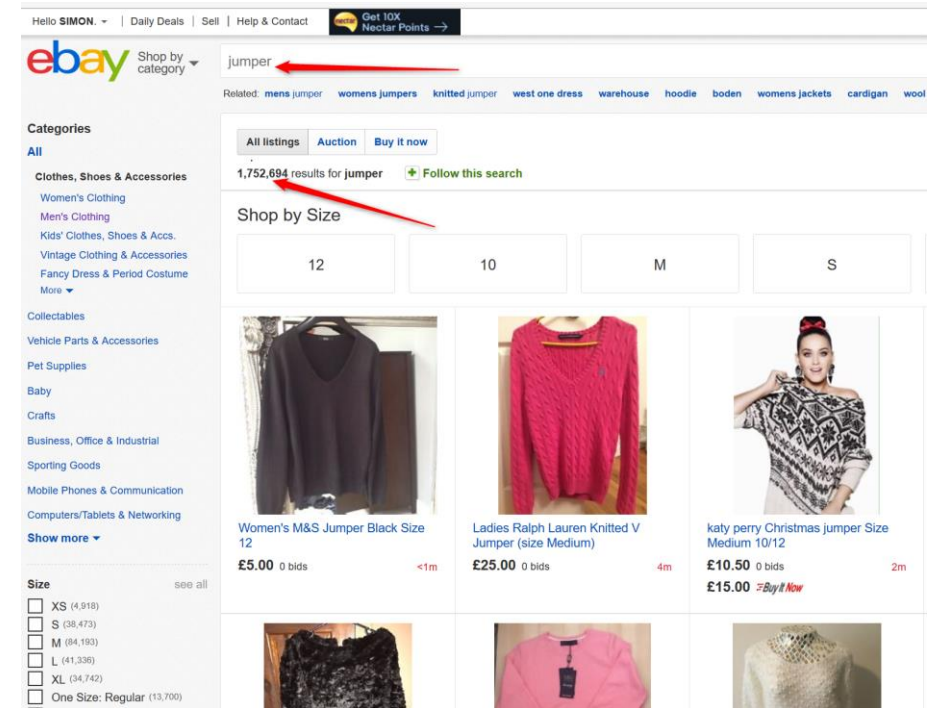 Hello SIMON. | Daily Deals | Sell | Help & Contact
nectar Get 10X
Nectar Points →
ebay Shop by
category
jumper
Related: mens jumper womens jumpers knitted jumper west one dress warehouse hoodie boden womens jackets cardigan wool
Categories
All
Clothes, Shoes & Accessories
Women's Clothing
Men's Clothing
Kids' Clothes, Shoes & Accs.
Vintage Clothing & Accessories
Fancy Dress & Period Costume
More
Collectables
Vehicle Parts & Accessories
Pet Supplies
Baby
Crafts
Business, Office & Industrial
Sporting Goods
Mobile Phones & Communication
Computers/Tablets & Networking
Show more
Size see all
XS (4,918)
S (38,473)
M (84,193)
L (41,336)
XL (34,742)
One Size: Regular (13,700)
All listings Auction Buy it now
1,752,694 results for jumper + Follow this search
Shop by Size
12 10 M S
Women's M&S Jumper Black Size
12
£5.00 0 bids <1m
Ladies Ralph Lauren Knitted V
Jumper (size Medium)
£25.00 0 bids 4m
katy perry Christmas jumper Size
Medium 10/12
£10.50 0 bids 2m
£15.00 Buy It Now